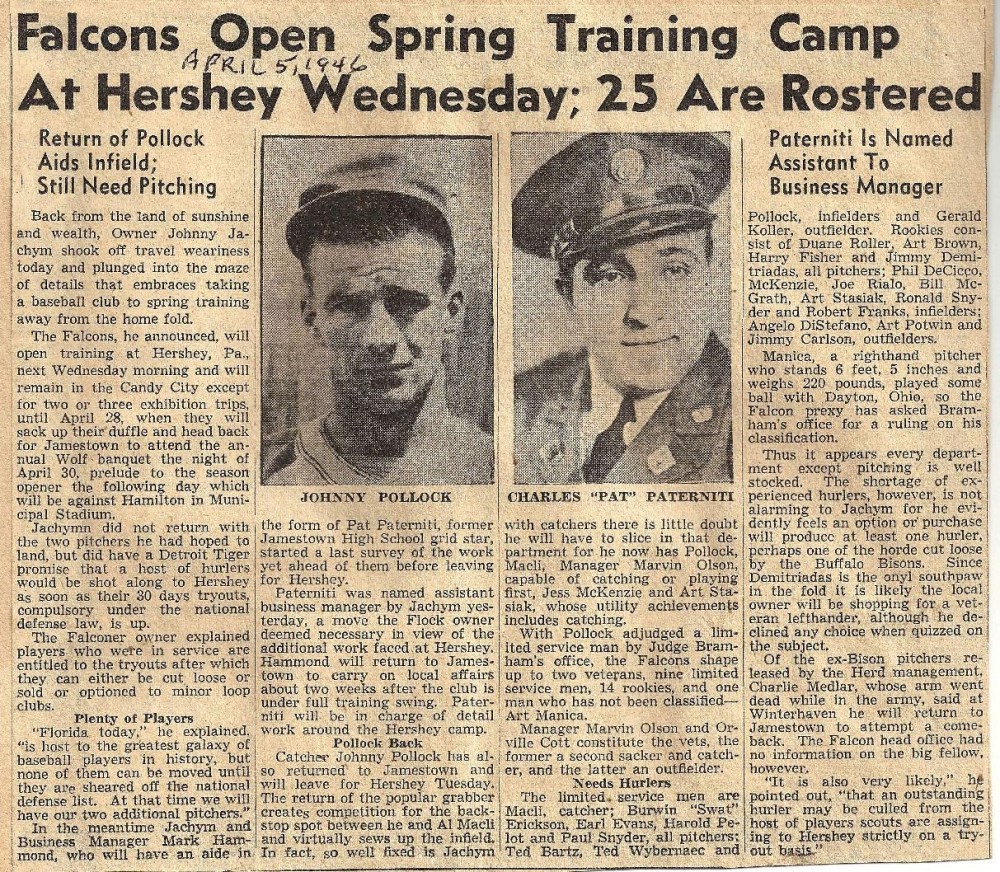 Falcons Open Spring Training Camp
APRIL 5, 1946
At Hershey Wednesday; 25 Are Rostered
Return of Pollock
Aids Infield;
Still Need Pitching
Back from the land of sunshine
and wealth, Owner Johnny Ja-
chym shook off travel weariness
today and plunged into the maze
of details that embraces taking
a baseball club to spring training
away from the home fold.
The Falcons, he announced, will
open training at Hershey, Pa.,
next Wednesday morning and will
remain in the Candy City except
for two or three exhibition trips,
until April 28, when they will
sack up their duffle and head back
for Jamestown to attend the an-
nual Wolf banquet the night of
April 30, prelude to the season
opener the following day which
will be against Hamilton in Muni-
cipal Stadium.
Jachymn did not return with
the two pitchers he had hoped to
land, but did have a Detroit Tiger
promise that a host of hurlers
would be shot along to Hershey
as soon as their 30 days tryouts,
compulsory under the national
defense law, is up.
The Falconer owner explained
players who were in service are
entitled to the tryouts after which
they can either be cut loose or
sold or optioned to minor loop
clubs.
Plenty of Players
"Florida today," he explained,
"is host to the greatest galaxy of
baseball players in history, but
none of them can be moved until
they are sheared off the national
defense list. At that time we will
have our two additional pitchers."
In the meantime Jachym and
Business Manager Mark Ham-
mond, who will have an aide in
JOHNNY POLLOCK
the form of Pat Paterniti, former
Jamestown High School grid star,
started a last survey of the work
yet ahead of them before leaving
for Hershey.
Paterniti was named assistant
business manager by Jachym yes-
terday, a move the Flock owner
deemed necessary in view of the
additional work faced at Hershey.
Hammond will return to James-
town to carry on local affairs
about two weeks after the club is
under full training swing. Pater-
niti will be in charge of detail
work around the Hershey camp.
Pollock Back
Catcher Johnny Pollock has al-
so returned to Jamestown and
will leave for Hershey Tuesday.
The return of the popular grabber
creates competition for the back-
stop spot between he and Al Macli
and virtually sews up the infield.
In fact, so well fixed is Jachym
CHARLES "PAT" PATERNITI
with catchers there is little doubt
he will have to slice in that de-
partment for he now has Pollock,
Macli, Manager Marvin Olson,
capable of catching or playing
first, Jess McKenzie and Art Sta-
siak, whose utility achievements
includes catching.
With Pollock adjudged a lim-
ited service man by Judge Bram-
ham's office, the Falcons shape
up to two veterans, nine limited
service men, 14 rookies, and one
man who has not been classified—
Art Manica.
Manager Marvin Olson and Or-
ville Cott constitute the vets, the
former a second sacker and catch-
er, and the latter an outfielder.
Needs Hurlers
The limited service men are
Macli, catcher; Burwin "Swat"
Erickson, Earl Evans, Harold Pe-
lot and Paul Snyder, all pitchers;
Ted Bartz, Ted Wybernaec and
Paterniti Is Named
Assistant To
Business Manager
Pollock, infielders and Gerald
Koller, outfielder. Rookies con-
sist of Duane Roller, Art Brown,
Harry Fisher and Jimmy Demi-
triadas, all pitchers; Phil DeCicco,
McKenzie, Joe Rialo, Bill Mc-
Grath, Art Stasiak, Ronald Sny-
der and Robert Franks, infielders;
Angelo DiStefano, Art Potwin and
Jimmy Carlson, outfielders.
Manica, a righthand pitcher
who stands 6 feet, 5 inches and
weighs 220 pounds, played some
ball with Dayton, Ohio, so the
Falcon prexy has asked Bram-
ham's office for a ruling on his
classification.
Thus it appears every depart-
ment except pitching is well
stocked. The shortage of ex-
perienced hurlers, however, is not
alarming to Jachym for he evi-
dently feels an option or purchase
will produce at least one hurler,
perhaps one of the horde cut loose
by the Buffalo Bisons. Since
Demitriadas is the onyl southpaw
in the fold it is likely the local
owner will be shopping for a vet-
eran lefthander, although he de-
clined any choice when quizzed on
the subject.
Of the ex-Bison pitchers re-
leased by the Herd management,
Charlie Medlar, whose arm went
dead while in the army, said at
Winterhaven he will return to
Jamestown to attempt a come-
back. The Falcon head office had
no information on the big fellow,
however.
"It is also very likely," he
pointed out, "that an outstanding
hurler may be culled from the
host of players scouts are assign-
ing to Hershey strictly on a try-
out basis."